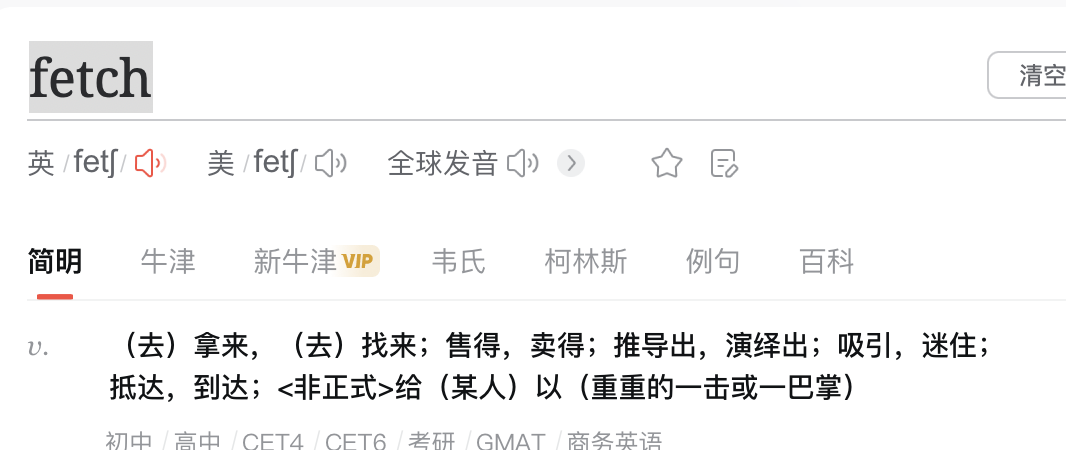 fetch
清空
英 /fetʃ/ 美 /fetʃ/ 全球发音
简明 牛津 新牛津 VIP 韦氏 柯林斯 例句 百科
v. （去）拿来，（去）找来；售得，卖得；推导出，演绎出；吸引，迷住；
抵达，到达；<非正式>给（某人）以（重重的一击或一巴掌）
初中 / 高中 / CET4 / CET6 / 考研 / GMAT / 商务英语